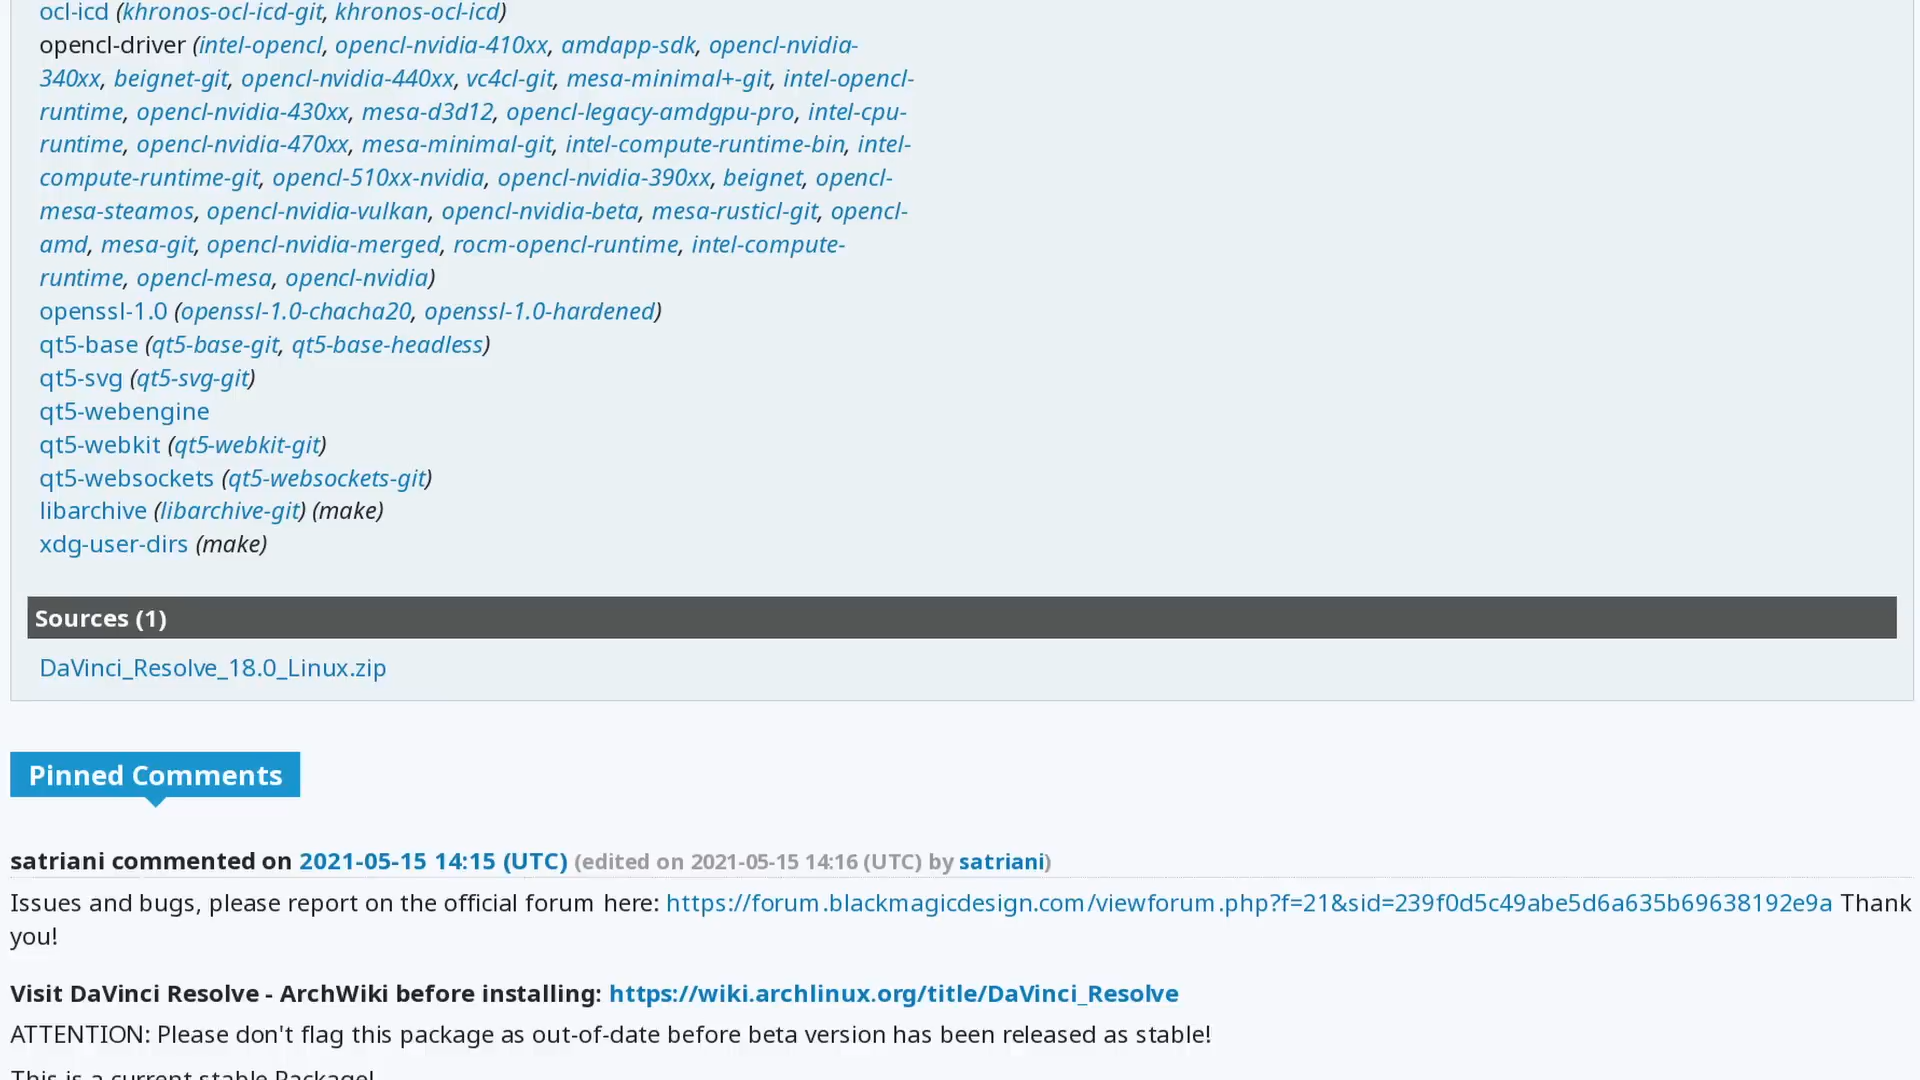 ocl-icd (khronos-ocl-icd-git, khronos-ocl-icd)
opencl-driver (intel-opencl, opencl-nvidia-410xx, amdapp-sdk, opencl-nvidia-
340xx, beignet-git, opencl-nvidia-440xx, vc4cl-git, mesa-minimal+-git, intel-opencl-
runtime, opencl-nvidia-430xx, mesa-d3d12, opencl-legacy-amdgpu-pro, intel-cpu-
runtime, opencl-nvidia-470xx, mesa-minimal-git, intel-compute-runtime-bin, intel-
compute-runtime-git, opencl-510xx-nvidia, opencl-nvidia-390xx, beignet, opencl-
mesa-steamos, opencl-nvidia-vulkan, opencl-nvidia-beta, mesa-rusticl-git, opencl-
amd, mesa-git, opencl-nvidia-merged, rocm-opencl-runtime, intel-compute-
runtime, opencl-mesa, opencl-nvidia)
openssl-1.0 (openssl-1.0-chacha20, openssl-1.0-hardened)
qt5-base (qt5-base-git, qt5-base-headless)
qt5-svg (qt5-svg-git)
qt5-webengine
qt5-webkit (qt5-webkit-git)
qt5-websockets (qt5-websockets-git)
libarchive (libarchive-git) (make)
xdg-user-dirs (make)
Sources (1)
DaVinci_Resolve_18.0_Linux.zip
Pinned Comments
satriani commented on 2021-05-15 14:15 (UTC) (edited on 2021-05-15 14:16 (UTC) by satriani)
Issues and bugs, please report on the official forum here: https://forum.blackmagicdesign.com/viewforum.php?f=21&sid=239f0d5c49abe5d6a635b69638192e9a Thank
you!
Visit DaVinci Resolve - ArchWiki before installing: https://wiki.archlinux.org/title/DaVinci_Resolve
ATTENTION: Please don't flag this package as out-of-date before beta version has been released as stable!
This is a current stable Package!